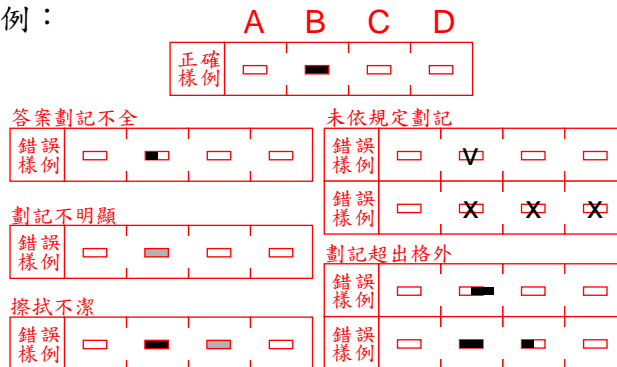 例：
A B C D
正確樣例
答案劃記不全
錯誤樣例
劃記不明顯
錯誤樣例
擦拭不潔
錯誤樣例
未依規定劃記
錯誤樣例 V
錯誤樣例 X X X
劃記超出格外
錯誤樣例
錯誤樣例